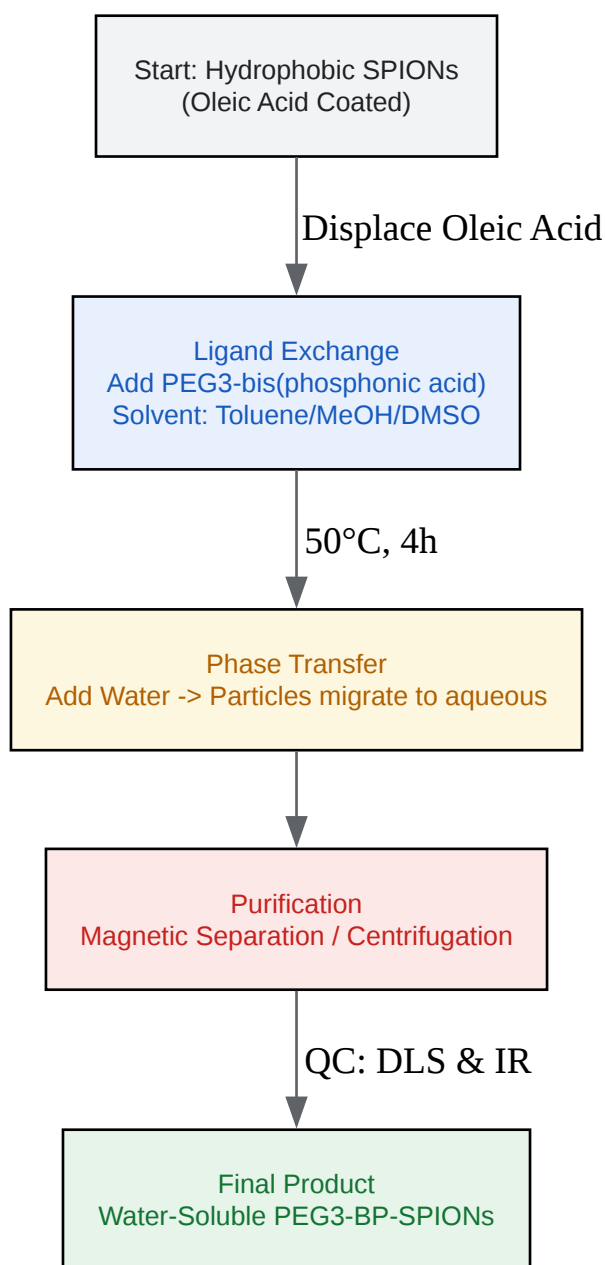 Start: Hydrophobic SPIONs
(Oleic Acid Coated)
Displace Oleic Acid
Ligand Exchange
Add PEG3-bis(phosphonic acid)
Solvent: Toluene/MeOH/DMSO
50°C, 4h
Phase Transfer
Add Water -> Particles migrate to aqueous
Purification
Magnetic Separation / Centrifugation
QC: DLS & IR
Final Product
Water-Soluble PEG3-BP-SPIONs